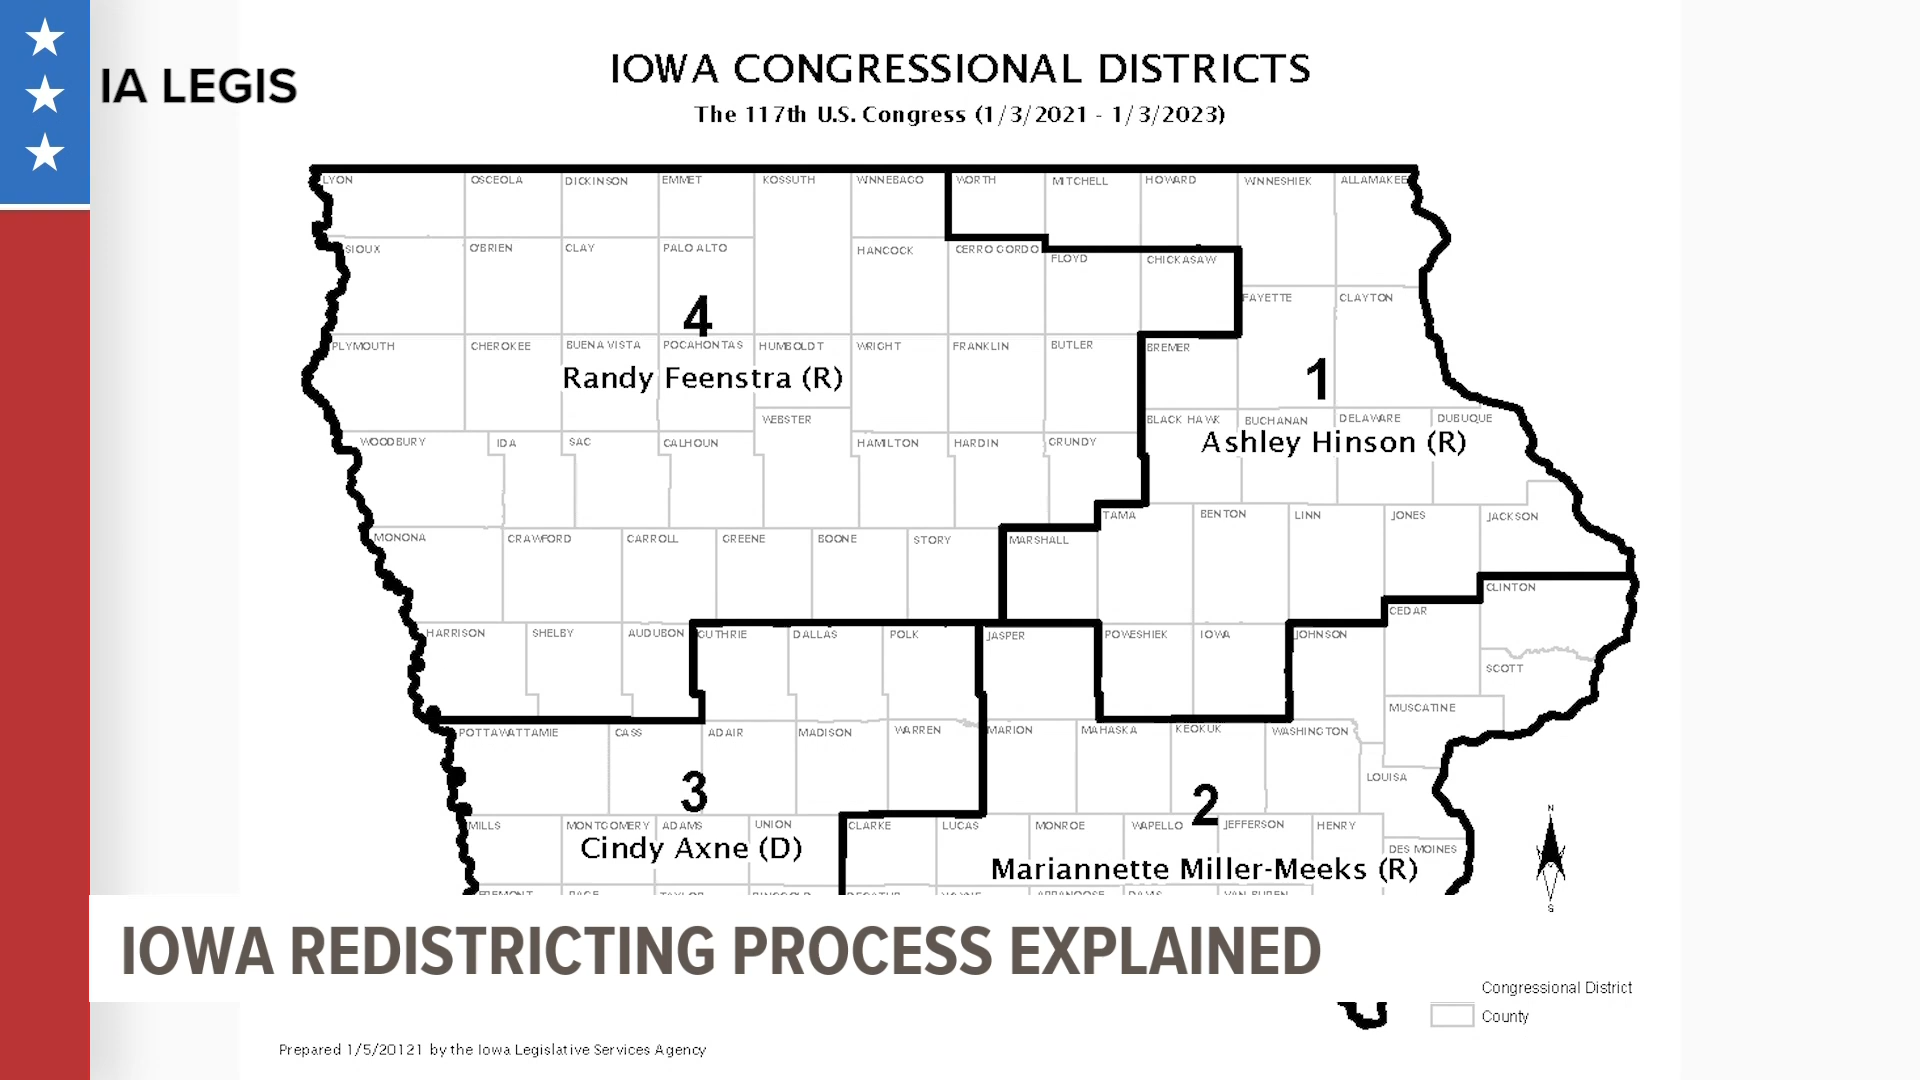 IA LEGIS
IOWA CONGRESSIONAL DISTRICTS
The 117th U.S. Congress (1/3/2021 - 1/3/2023)
LYON OSCEOLA DICKINSON EMMET KOSSUTH WINNEBAGO WORTH MITCHELL HOWARD WINNESHIEK ALLAMAKEE
SIOUX O'BRIEN CLAY PALO ALTO HANCOCK CERRO GORDO FLOYD CHICKASAW
FAYETTE CLAYTON
4
PLYMOUTH CHEROKEE BUENA VISTA POCAHONTAS HUMBOLDT WRIGHT FRANKLIN BUTLER BREMER
1
Randy Feenstra (R)
WEBSTER BLACK HAWK BUCHANAN DELAWARE DUBUQUE
Ashley Hinson (R)
WOODBURY IDA SAC CALHOUN HAMILTON HARDIN GRUNDY
TAMA BENTON LINN JONES JACKSON
MONONA CRAWFORD CARROLL GREENE BOONE STORY MARSHALL
CLINTON
CEDAR
HARRISON SHELBY AUDUBON GUTHRIE DALLAS POLK JASPER POWESHIEK IOWA JOHNSON
SCOTT
MUSCATINE
POTTAWATTAMIE CASS ADAIR MADISON WARREN MARION MAHASKA KEOKUK WASHINGTON
LOUISA
3
2
MILLS MONTGOMERY ADAMS UNION CLARKE LUCAS MONROE WAPELLO JEFFERSON HENRY
Cindy Axne (D)
DES MOINES
Mariannette Miller-Meeks (R)
N
S
IOWA REDISTRICTING PROCESS EXPLAINED
Congressional District
County
Prepared 1/5/20121 by the Iowa Legislative Services Agency